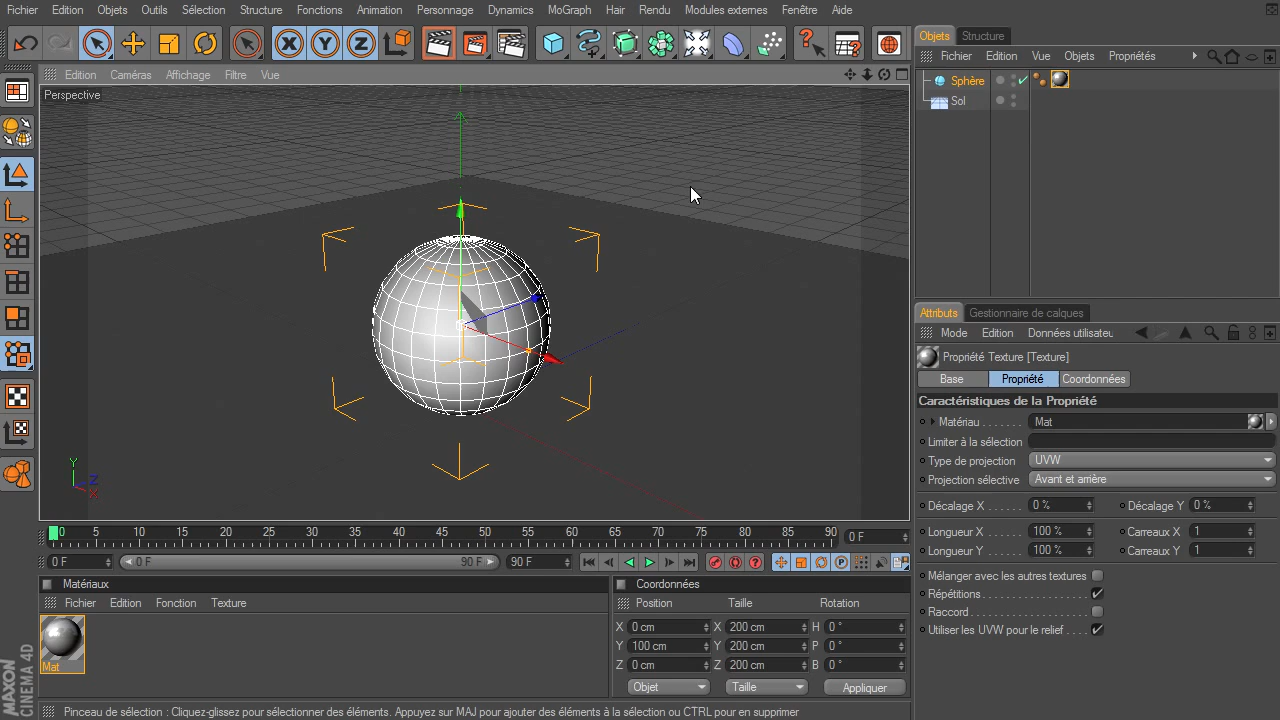 Fichier Edition Objets Outils Sélection Structure Fonctions Animation Personnage Dynamics MoGraph Hair Rendu Modules externes Fenêtre Aide
X Y Z
Objets Structure
Fichier Edition Vue Objets Propriétés
Sphère
Sol
Edition Caméras Affichage Filtre Vue
Perspective
Y
Z
X
Attributs Gestionnaire de calques
Mode Edition Données utilisateu
Propriété Texture [Texture]
Base Propriété Coordonnées
Caractéristiques de la Propriété
Matériau Mat
Limiter à la sélection
Type de projection UVW
Projection sélective Avant et arrière
Décalage X 0 % Décalage Y 0 %
Longueur X 100 % Carreaux X 1
Longueur Y 100 % Carreaux Y 1
Mélanger avec les autres textures
Répétitions
Raccord
Utiliser les UVW pour le relief
0 5 10 15 20 25 30 35 40 45 50 55 60 65 70 75 80 85 90 0 F
0 F 0 F 90 F 90 F
Matériaux
Fichier Edition Fonction Texture
Mat
Coordonnées
Position Taille Rotation
X 0 cm X 200 cm H 0 °
Y 100 cm Y 200 cm P 0 °
Z 0 cm Z 200 cm B 0 °
Objet Taille Appliquer
MAXON
CINEMA 4D
Pinceau de sélection : Cliquez-glissez pour sélectionner des éléments. Appuyez sur MAJ pour ajouter des éléments à la sélection ou CTRL pour en supprimer